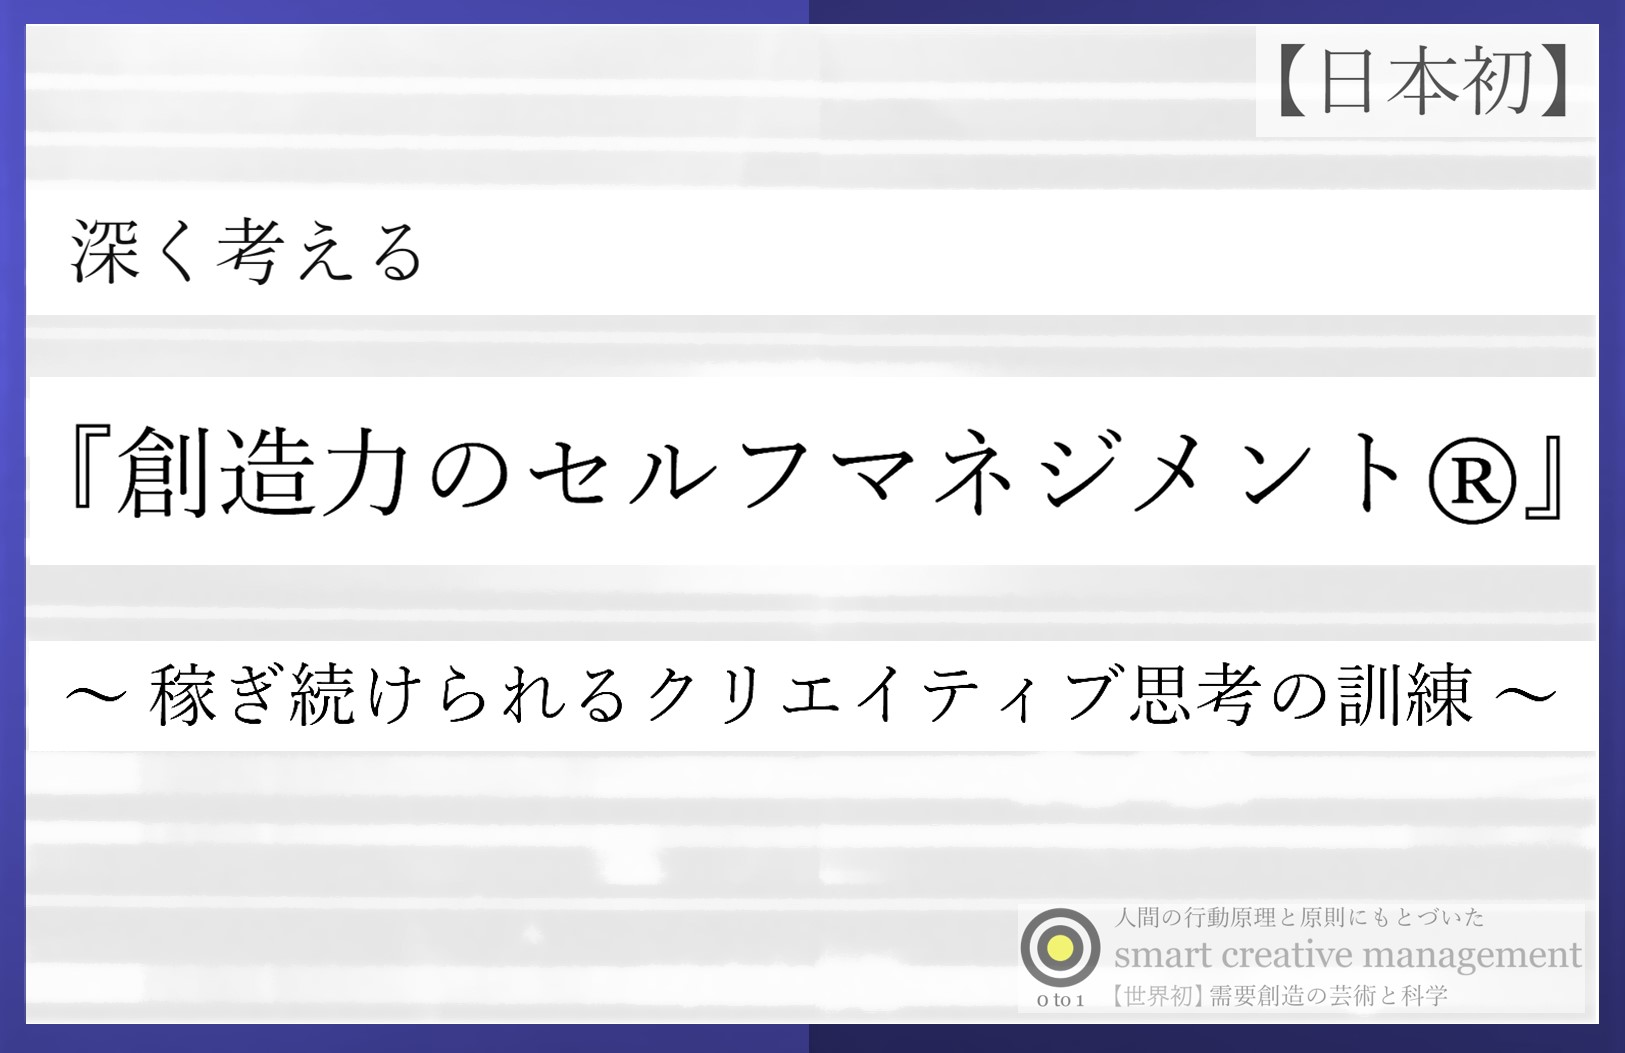 【日本初】
深く考える
『創造力のセルフマネジメント®』
〜 稼ぎ続けられるクリエイティブ思考の訓練 〜
人間の行動原理と原則にもとづいた
smart creative management
0 to 1
【世界初】需要創造の芸術と科学